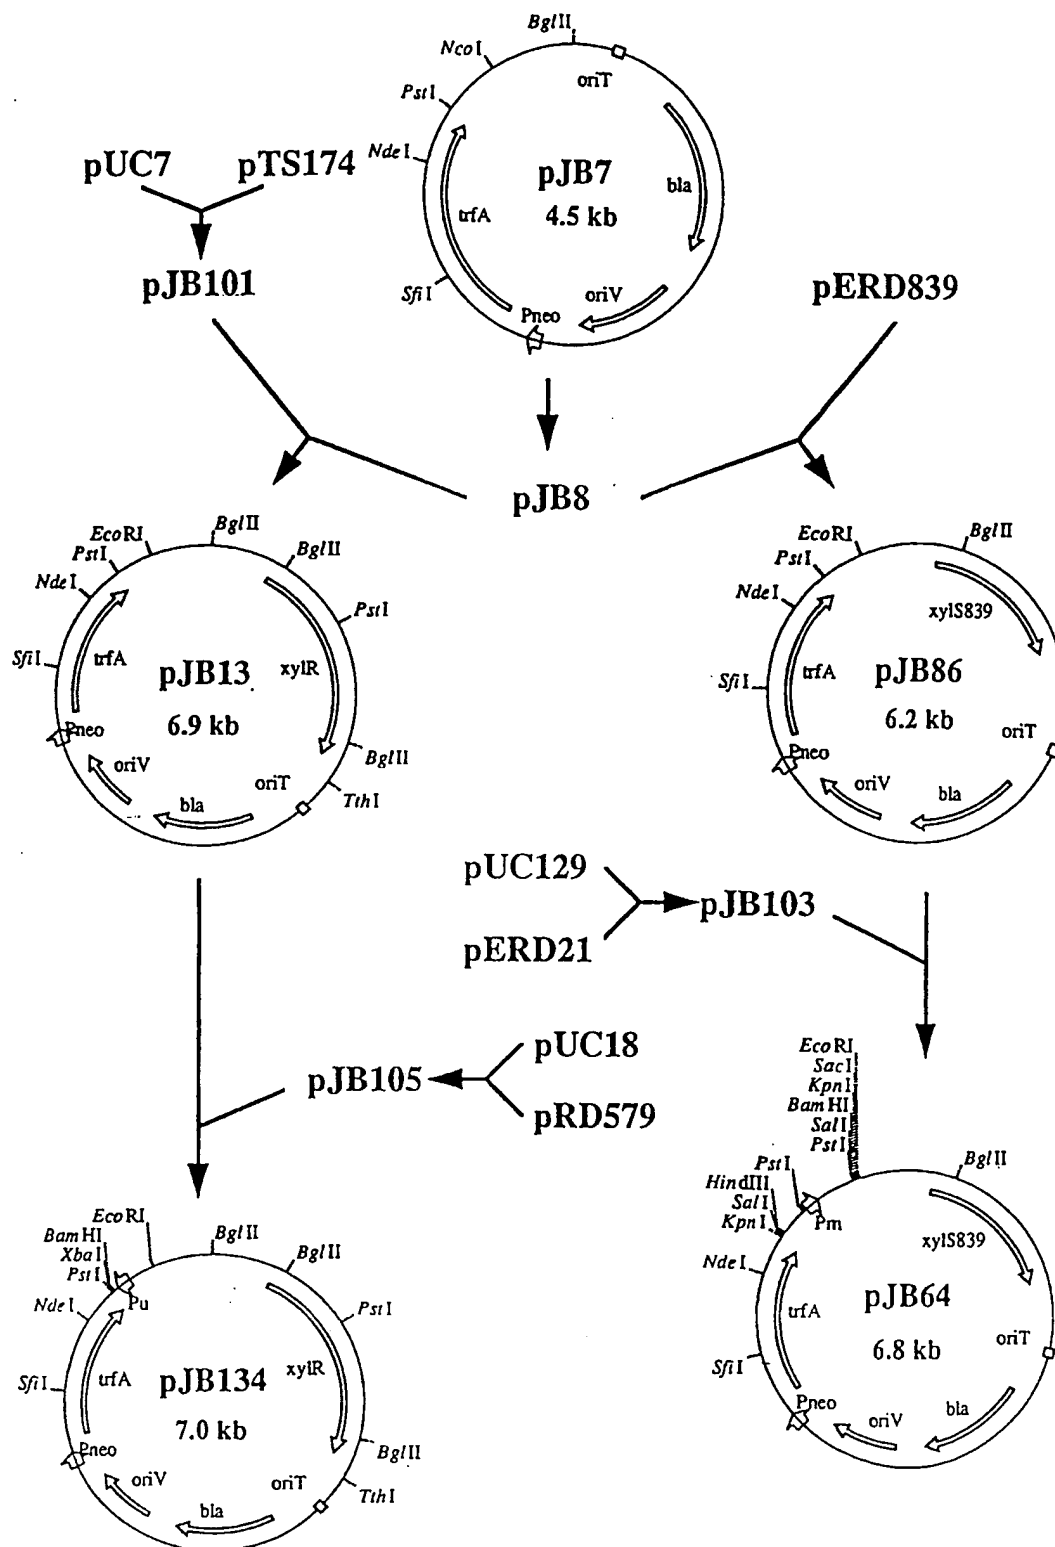 BglII
NcoI
oriT
PstI
NdeI
pUC7
pTS174
pJB7
4.5 kb
bla
trfA
pJB101
SfiI
oriV
Pneo
pERD839
pJB8
EcoRI
BglII
BglII
PstI
NdeI
PstI
SfiI
trfA
xylR
pJB13
6.9 kb
Pneo
oriV
bla
oriT
BglII
TthI
EcoRI
BglII
PstI
NdeI
xylS839
SfiI
trfA
pJB86
6.2 kb
oriT
Pneo
oriV
bla
pUC129
pJB103
pERD21
pUC18
pJB105
pRD579
EcoRI
SacI
KpnI
BamHI
SalI
PstI
PstI
BglII
HindIII
SalI
KpnI
Pm
xylS839
NdeI
trfA
pJB64
6.8 kb
oriT
SfiI
Pneo
oriV
bla
EcoRI
BamHI
XbaI
PstI
BglII
BglII
NdeI
Pu
PstI
SfiI
trfA
xylR
pJB134
7.0 kb
Pneo
oriV
bla
oriT
BglII
TthI